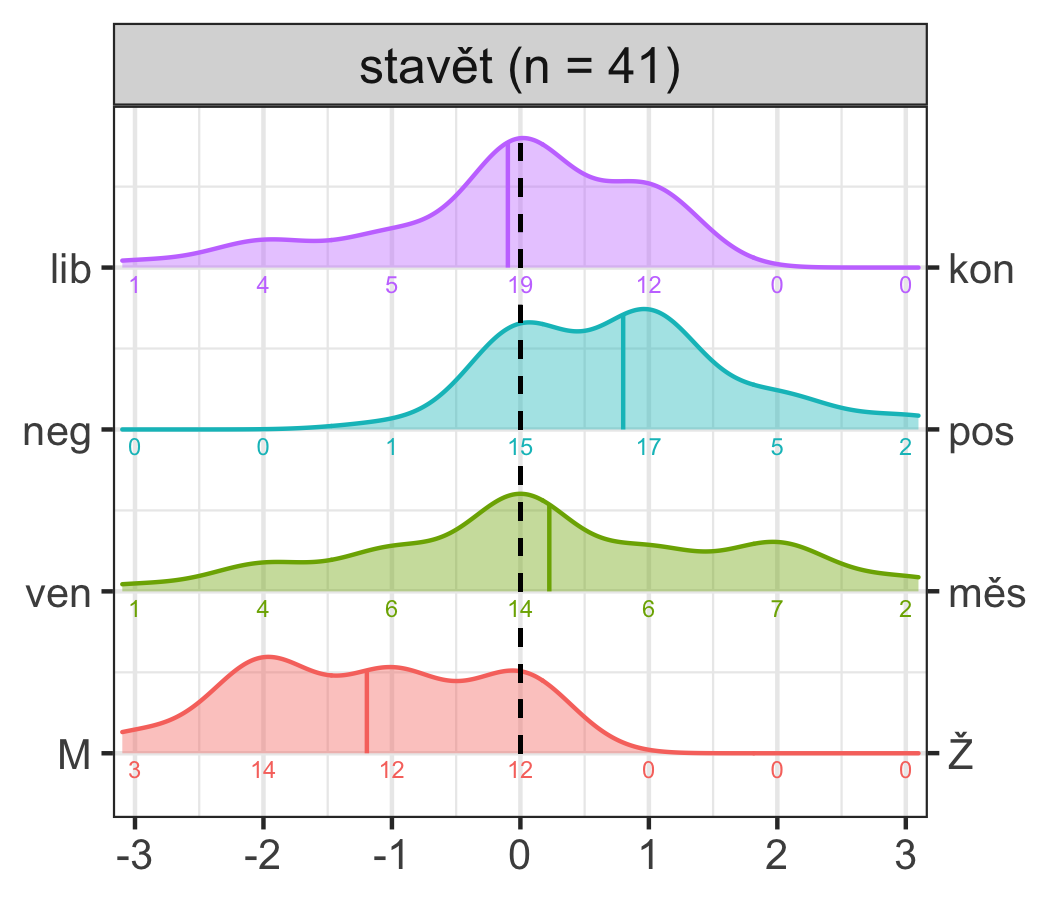 stavět (n = 41)
lib kon
1 4 5 19 12 0 0
neg pos
0 0 1 15 17 5 2
ven měs
1 4 6 14 6 7 2
M Ž
3 14 12 12 0 0 0
-3 -2 -1 0 1 2 3